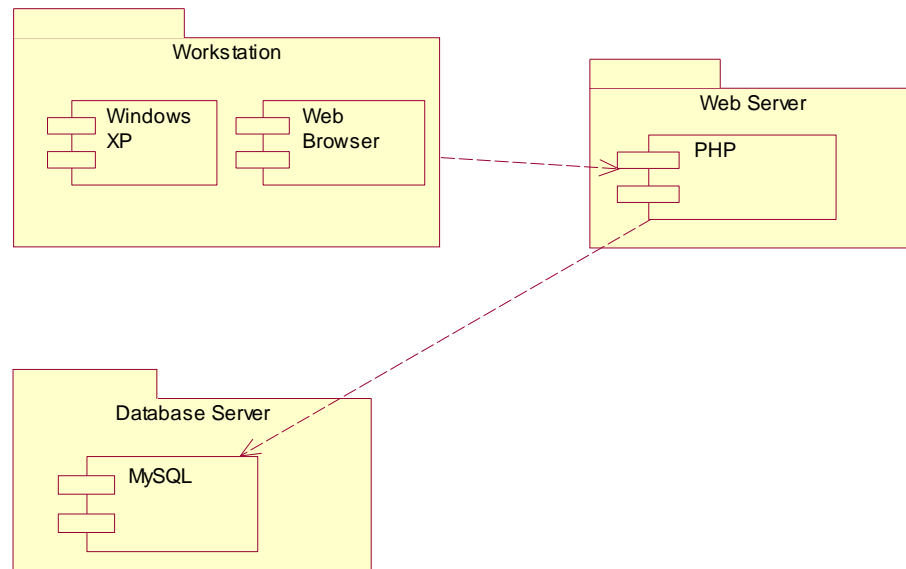 Workstation
Windows
XP
Web
Browser
Web Server
PHP
Database Server
MySQL